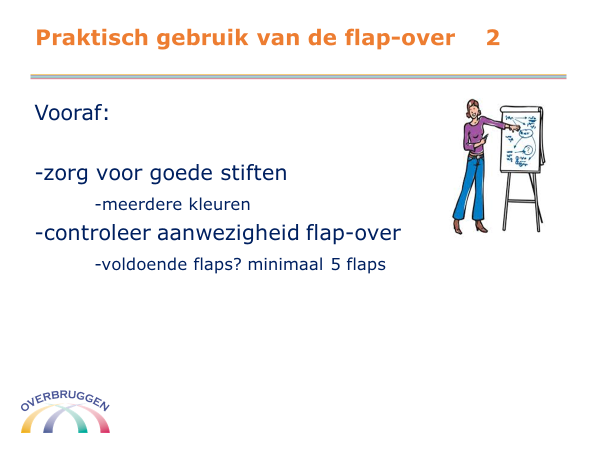 Praktisch gebruik van de flap-over 2
Vooraf:
-zorg voor goede stiften
-meerdere kleuren
-controleer aanwezigheid flap-over
-voldoende flaps? minimaal 5 flaps
OVERBRUGGEN